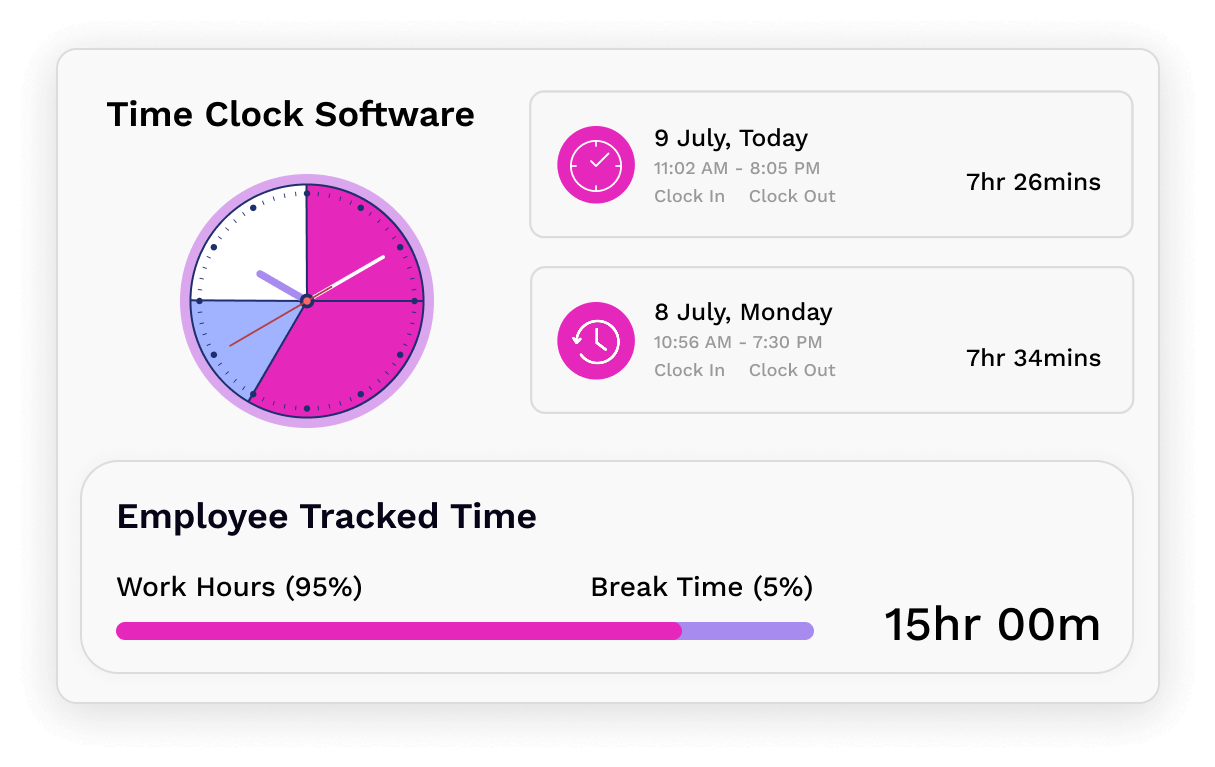 Time Clock Software
9 July, Today
11:02 AM - 8:05 PM
Clock In Clock Out
7hr 26mins
8 July, Monday
10:56 AM - 7:30 PM
Clock In Clock Out
7hr 34mins
Employee Tracked Time
Work Hours (95%) Break Time (5%)
15hr 00m